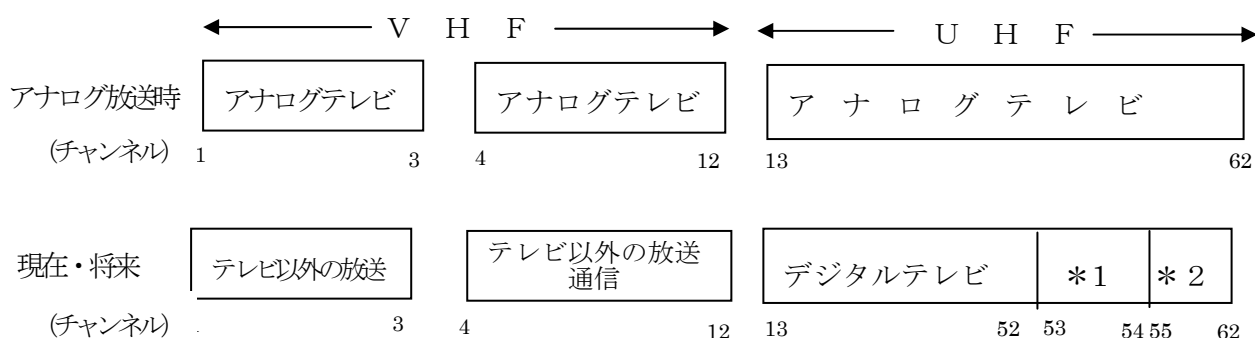 V H F U H F
アナログ放送時 アナログテレビ アナログテレビ アナログテレビ
(チャンネル) 1 3 4 12 13 62
現在・将来 テレビ以外の放送 テレビ以外の放送 デジタルテレビ *1 *2
通信
(チャンネル) 3 4 12 13 52 53 54 55 62